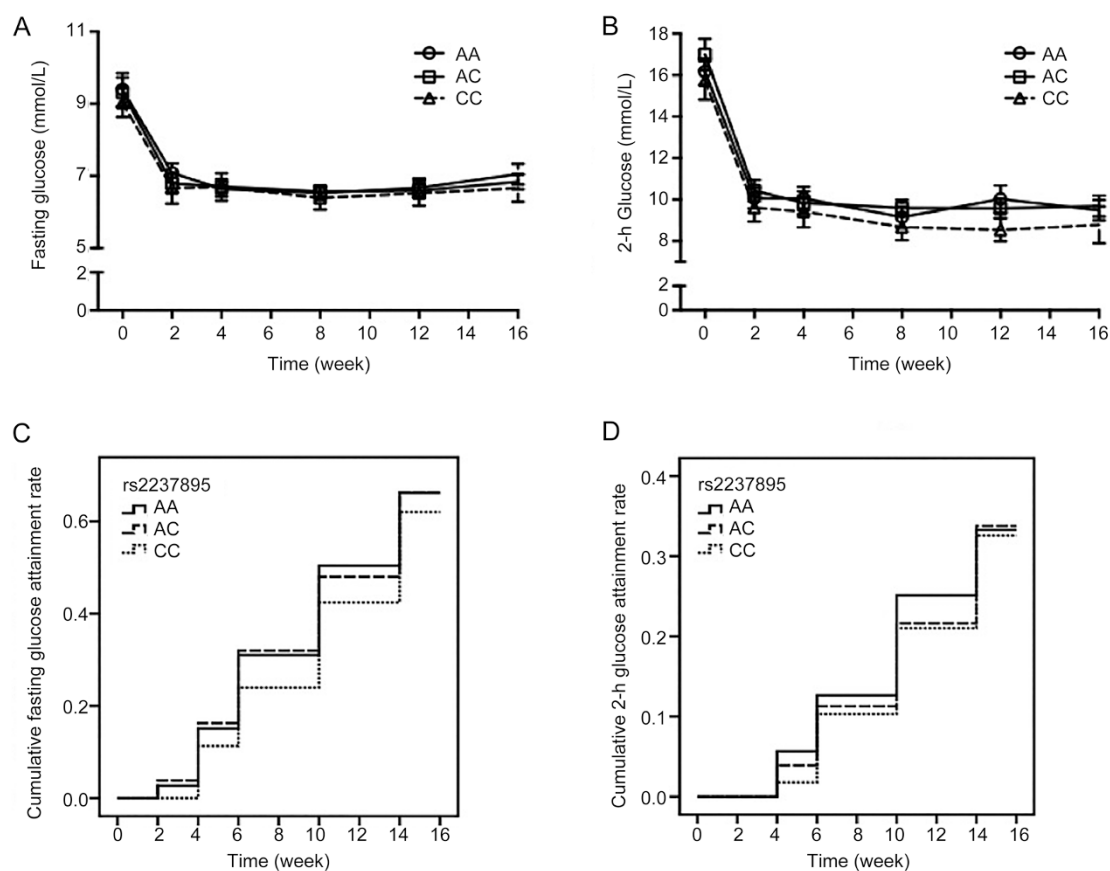 A
Fasting glucose (mmol/L)
11
9
7
5
2
0
AA
AC
CC
0 2 4 6 8 10 12 14 16
Time (week)
B
2-h Glucose (mmol/L)
18
16
14
12
10
8
2
0
AA
AC
CC
0 2 4 6 8 10 12 14 16
Time (week)
C
Cumulative fasting glucose attainment rate
0.6
0.4
0.2
0.0
rs2237895
AA
AC
CC
0 2 4 6 8 10 12 14 16
Time (week)
D
Cumulative 2-h glucose attainment rate
0.4
0.3
0.2
0.1
0.0
rs2237895
AA
AC
CC
0 2 4 6 8 10 12 14 16
Time (week)